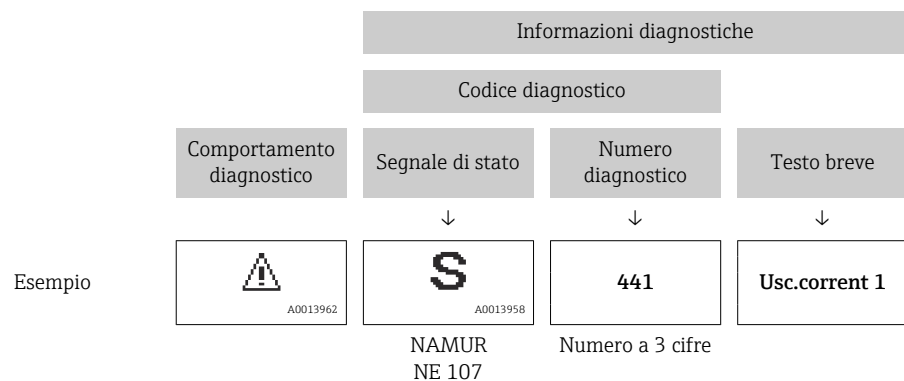 Informazioni diagnostiche
Codice diagnostico
Comportamento
diagnostico
Segnale di stato
Numero
diagnostico
Testo breve
↓ ↓ ↓
Esempio
A0013962
S
A0013958
441
Usc.corrent 1
NAMUR
NE 107
Numero a 3 cifre